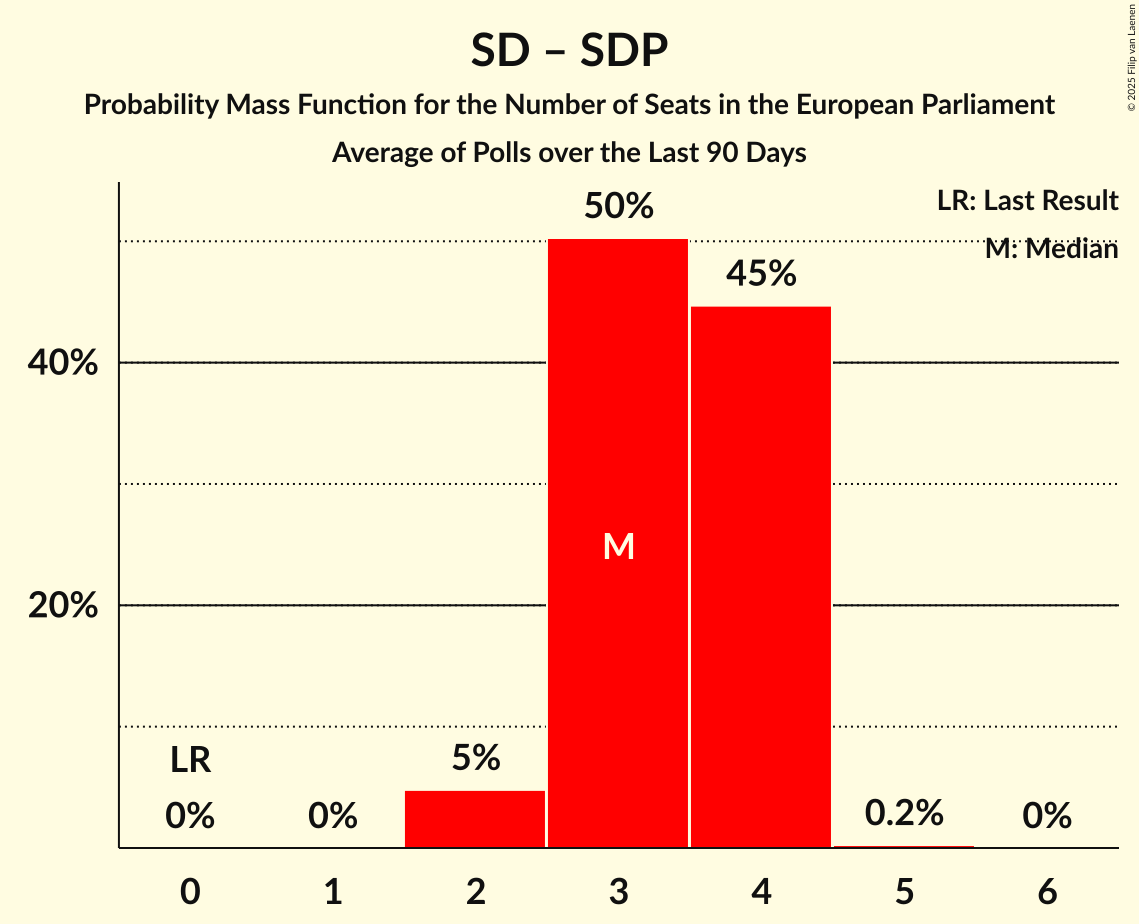 SD – SDP
Probability Mass Function for the Number of Seats in the European Parliament
Average of Polls over the Last 90 Days
© 2025 Filip van Laenen
LR: Last Result
M: Median
50%
45%
40%
M
20%
LR
5%
0%
0%
0.2%
0%
0
1
2
3
4
5
6